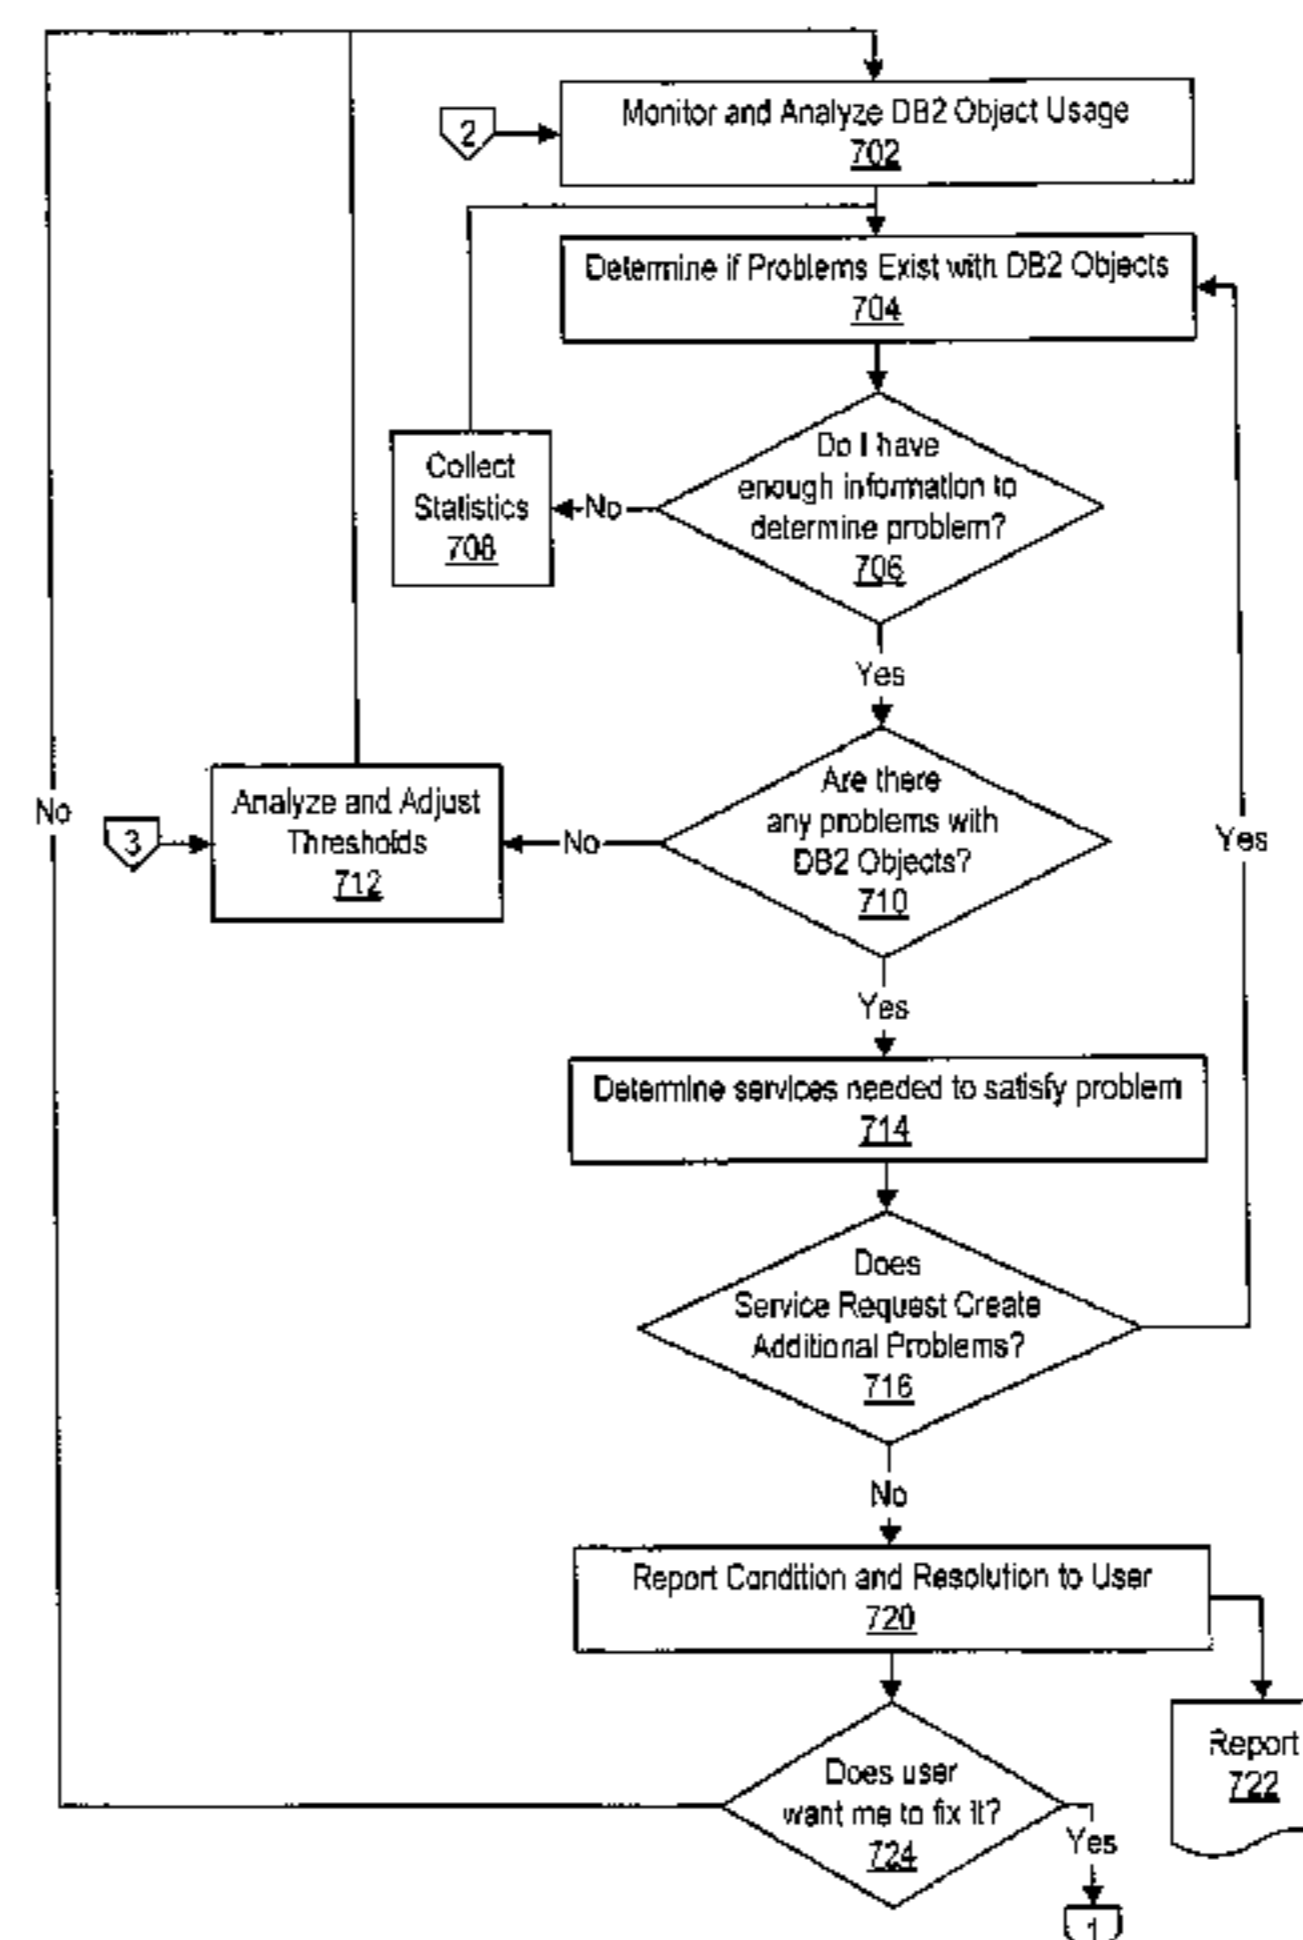 2
Monitor and Analyze DB2 Object Usage
702
Determine if Problems Exist with DB2 Objects
704
Do I have
enough information to
determine problem?
706
No
Collect
Statistics
708
Yes
Are there
any problems with
DB2 Objects?
710
No
Analyze and Adjust
Thresholds
712
3
No
Yes
Yes
Determine services needed to satisfy problem
714
Does
Service Request Create
Additional Problems?
716
No
Report Condition and Resolution to User
720
Report
722
Does user
want me to fix it?
724
Yes
1